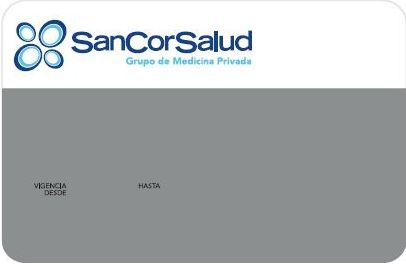 SanCorSalud
Grupo de Medicina Privada
VIGENCIA
DESDE
HASTA